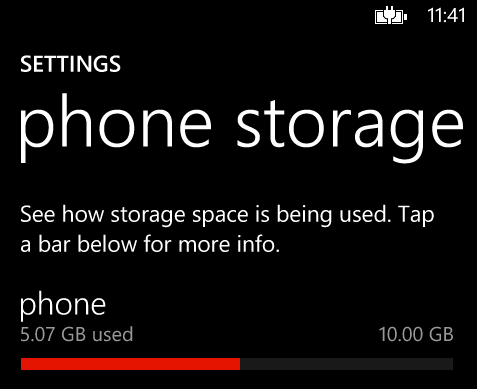 11:41
SETTINGS
phone storage
See how storage space is being used. Tap
a bar below for more info.
phone
5.07 GB used 10.00 GB